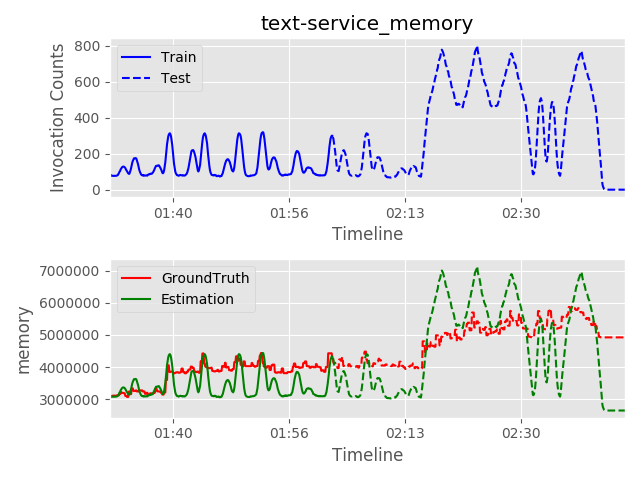 text-service_memory
Invocation Counts
800
600
400
200
0
Train
Test
01:40
01:56
02:13
02:30
Timeline
memory
7000000
6000000
5000000
4000000
3000000
GroundTruth
Estimation
01:40
01:56
02:13
02:30
Timeline